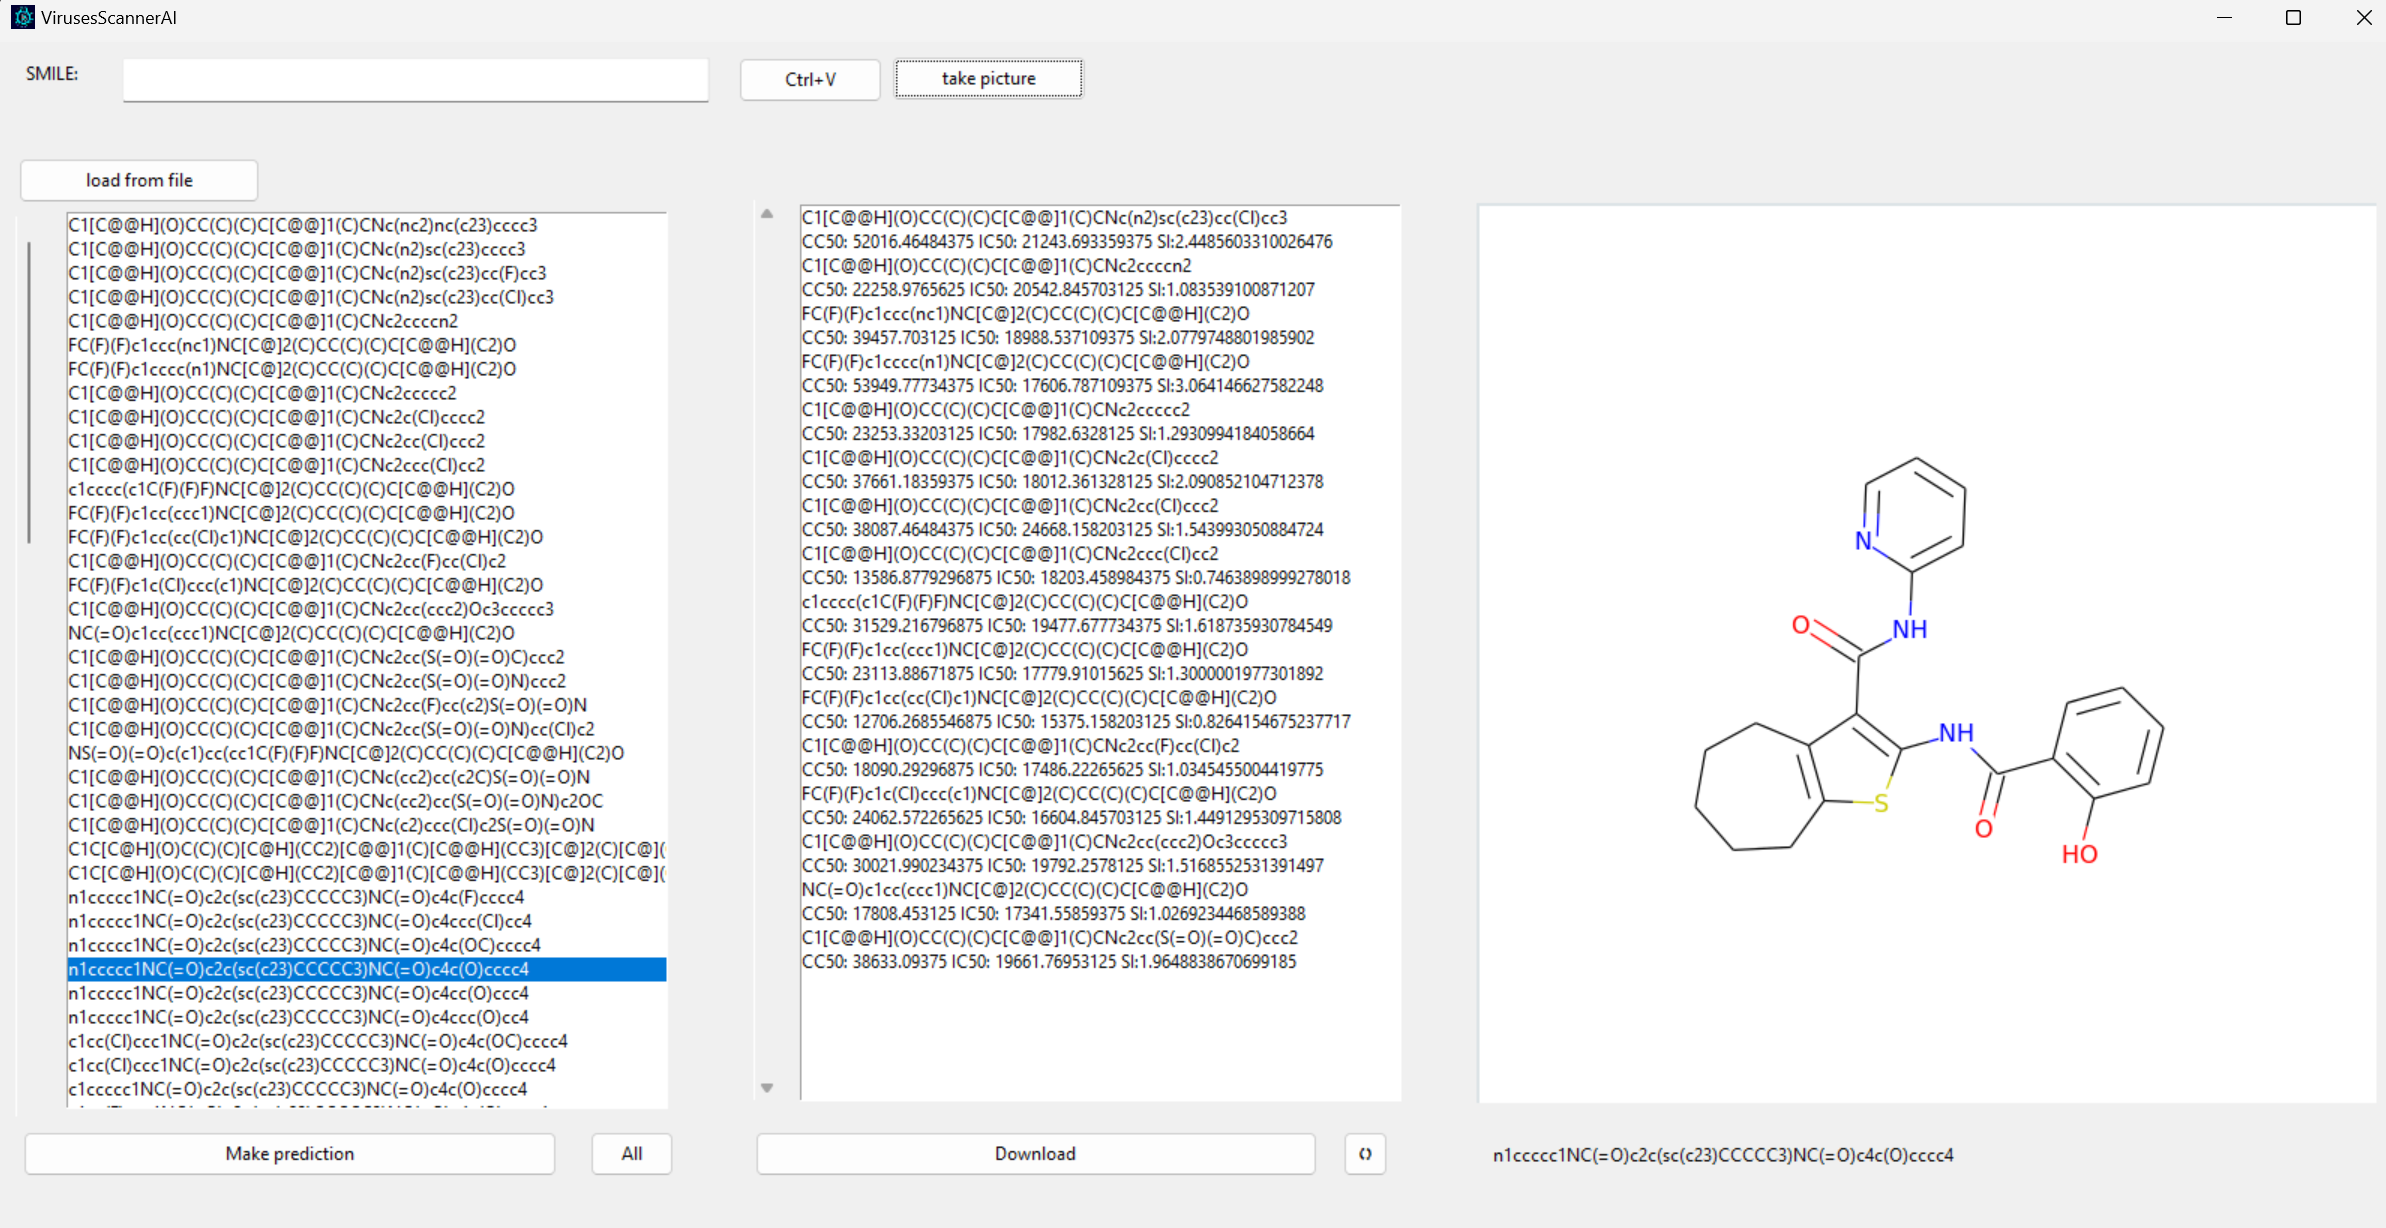 VirusesScannerAI
SMILE:
Ctrl+V
take picture
load from file
C1[C@@H](O)CC(C)(C)C[C@@]1(C)CNc(nc2)nc(c23)cccc3
C1[C@@H](O)CC(C)(C)C[C@@]1(C)CNc(n2)sc(c23)cccc3
C1[C@@H](O)CC(C)(C)C[C@@]1(C)CNc(n2)sc(c23)cc(F)cc3
C1[C@@H](O)CC(C)(C)C[C@@]1(C)CNc(n2)sc(c23)cc(Cl)cc3
C1[C@@H](O)CC(C)(C)C[C@@]1(C)CNc2ccccn2
FC(F)(F)c1ccc(nc1)NC[C@]2(C)CC(C)(C)C[C@@H](C2)O
FC(F)(F)c1cccc(n1)NC[C@]2(C)CC(C)(C)C[C@@H](C2)O
C1[C@@H](O)CC(C)(C)C[C@@]1(C)CNc2ccccc2
C1[C@@H](O)CC(C)(C)C[C@@]1(C)CNc2c(Cl)cccc2
C1[C@@H](O)CC(C)(C)C[C@@]1(C)CNc2cc(Cl)ccc2
C1[C@@H](O)CC(C)(C)C[C@@]1(C)CNc2ccc(Cl)cc2
c1cccc(c1C(F)(F)F)NC[C@]2(C)CC(C)(C)C[C@@H](C2)O
FC(F)(F)c1cc(ccc1)NC[C@]2(C)CC(C)(C)C[C@@H](C2)O
FC(F)(F)c1cc(cc(Cl)c1)NC[C@]2(C)CC(C)(C)C[C@@H](C2)O
C1[C@@H](O)CC(C)(C)C[C@@]1(C)CNc2cc(F)cc(Cl)c2
FC(F)(F)c1c(Cl)ccc(c1)NC[C@]2(C)CC(C)(C)C[C@@H](C2)O
C1[C@@H](O)CC(C)(C)C[C@@]1(C)CNc2cc(ccc2)Oc3ccccc3
NC(=O)c1cc(ccc1)NC[C@]2(C)CC(C)(C)C[C@@H](C2)O
C1[C@@H](O)CC(C)(C)C[C@@]1(C)CNc2cc(S(=O)(=O)C)ccc2
C1[C@@H](O)CC(C)(C)C[C@@]1(C)CNc2cc(S(=O)(=O)N)ccc2
C1[C@@H](O)CC(C)(C)C[C@@]1(C)CNc2cc(F)cc(c2)S(=O)(=O)N
C1[C@@H](O)CC(C)(C)C[C@@]1(C)CNc2cc(S(=O)(=O)N)cc(Cl)c2
NS(=O)(=O)c(c1)cc(cc1C(F)(F)F)NC[C@]2(C)CC(C)(C)C[C@@H](C2)O
C1[C@@H](O)CC(C)(C)C[C@@]1(C)CNc(cc2)cc(c2C)S(=O)(=O)N
C1[C@@H](O)CC(C)(C)C[C@@]1(C)CNc(cc2)cc(S(=O)(=O)N)c2OC
C1[C@@H](O)CC(C)(C)C[C@@]1(C)CNc(c2)ccc(Cl)c2S(=O)(=O)N
C1C[C@H](O)C(C)(C)[C@H](CC2)[C@@]1(C)[C@@H](CC3)[C@]2(C)[C@](
C1C[C@H](O)C(C)(C)[C@H](CC2)[C@@]1(C)[C@@H](CC3)[C@]2(C)[C@](
n1ccccc1NC(=O)c2c(sc(c23)CCCCC3)NC(=O)c4c(F)cccc4
n1ccccc1NC(=O)c2c(sc(c23)CCCCC3)NC(=O)c4ccc(Cl)cc4
n1ccccc1NC(=O)c2c(sc(c23)CCCCC3)NC(=O)c4c(OC)cccc4
n1ccccc1NC(=O)c2c(sc(c23)CCCCC3)NC(=O)c4c(O)cccc4
n1ccccc1NC(=O)c2c(sc(c23)CCCCC3)NC(=O)c4cc(O)ccc4
n1ccccc1NC(=O)c2c(sc(c23)CCCCC3)NC(=O)c4ccc(O)cc4
c1cc(Cl)ccc1NC(=O)c2c(sc(c23)CCCCC3)NC(=O)c4c(OC)cccc4
c1cc(Cl)ccc1NC(=O)c2c(sc(c23)CCCCC3)NC(=O)c4c(O)cccc4
c1ccccc1NC(=O)c2c(sc(c23)CCCCC3)NC(=O)c4c(O)cccc4
Make prediction
All
C1[C@@H](O)CC(C)(C)C[C@@]1(C)CNc(n2)sc(c23)cc(Cl)cc3
CC50: 52016.46484375 IC50: 21243.693359375 SI:2.4485603310026476
C1[C@@H](O)CC(C)(C)C[C@@]1(C)CNc2ccccn2
CC50: 22258.9765625 IC50: 20542.845703125 SI:1.083539100871207
FC(F)(F)c1ccc(nc1)NC[C@]2(C)CC(C)(C)C[C@@H](C2)O
CC50: 39457.703125 IC50: 18988.537109375 SI:2.0779748801985902
FC(F)(F)c1cccc(n1)NC[C@]2(C)CC(C)(C)C[C@@H](C2)O
CC50: 53949.77734375 IC50: 17606.787109375 SI:3.064146627582248
C1[C@@H](O)CC(C)(C)C[C@@]1(C)CNc2ccccc2
CC50: 23253.33203125 IC50: 17982.6328125 SI:1.2930994184058664
C1[C@@H](O)CC(C)(C)C[C@@]1(C)CNc2c(Cl)cccc2
CC50: 37661.18359375 IC50: 18012.361328125 SI:2.090852104712378
C1[C@@H](O)CC(C)(C)C[C@@]1(C)CNc2cc(Cl)ccc2
CC50: 38087.46484375 IC50: 24668.158203125 SI:1.543993050884724
C1[C@@H](O)CC(C)(C)C[C@@]1(C)CNc2ccc(Cl)cc2
CC50: 13586.8779296875 IC50: 18203.458984375 SI:0.7463898999278018
c1cccc(c1C(F)(F)F)NC[C@]2(C)CC(C)(C)C[C@@H](C2)O
CC50: 31529.216796875 IC50: 19477.677734375 SI:1.618735930784549
FC(F)(F)c1cc(ccc1)NC[C@]2(C)CC(C)(C)C[C@@H](C2)O
CC50: 23113.88671875 IC50: 17779.91015625 SI:1.3000001977301892
FC(F)(F)c1cc(cc(Cl)c1)NC[C@]2(C)CC(C)(C)C[C@@H](C2)O
CC50: 12706.2685546875 IC50: 15375.158203125 SI:0.8264154675237717
C1[C@@H](O)CC(C)(C)C[C@@]1(C)CNc2cc(F)cc(Cl)c2
CC50: 18090.29296875 IC50: 17486.22265625 SI:1.0345455004419775
FC(F)(F)c1c(Cl)ccc(c1)NC[C@]2(C)CC(C)(C)C[C@@H](C2)O
CC50: 24062.572265625 IC50: 16604.845703125 SI:1.4491295309715808
C1[C@@H](O)CC(C)(C)C[C@@]1(C)CNc2cc(ccc2)Oc3ccccc3
CC50: 30021.990234375 IC50: 19792.2578125 SI:1.5168552531391497
NC(=O)c1cc(ccc1)NC[C@]2(C)CC(C)(C)C[C@@H](C2)O
CC50: 17808.453125 IC50: 17341.55859375 SI:1.0269234468589388
C1[C@@H](O)CC(C)(C)C[C@@]1(C)CNc2cc(S(=O)(=O)C)ccc2
CC50: 38633.09375 IC50: 19661.76953125 SI:1.9648838670699185
Download
N
O
NH
NH
S
O
HO
n1ccccc1NC(=O)c2c(sc(c23)CCCCC3)NC(=O)c4c(O)cccc4